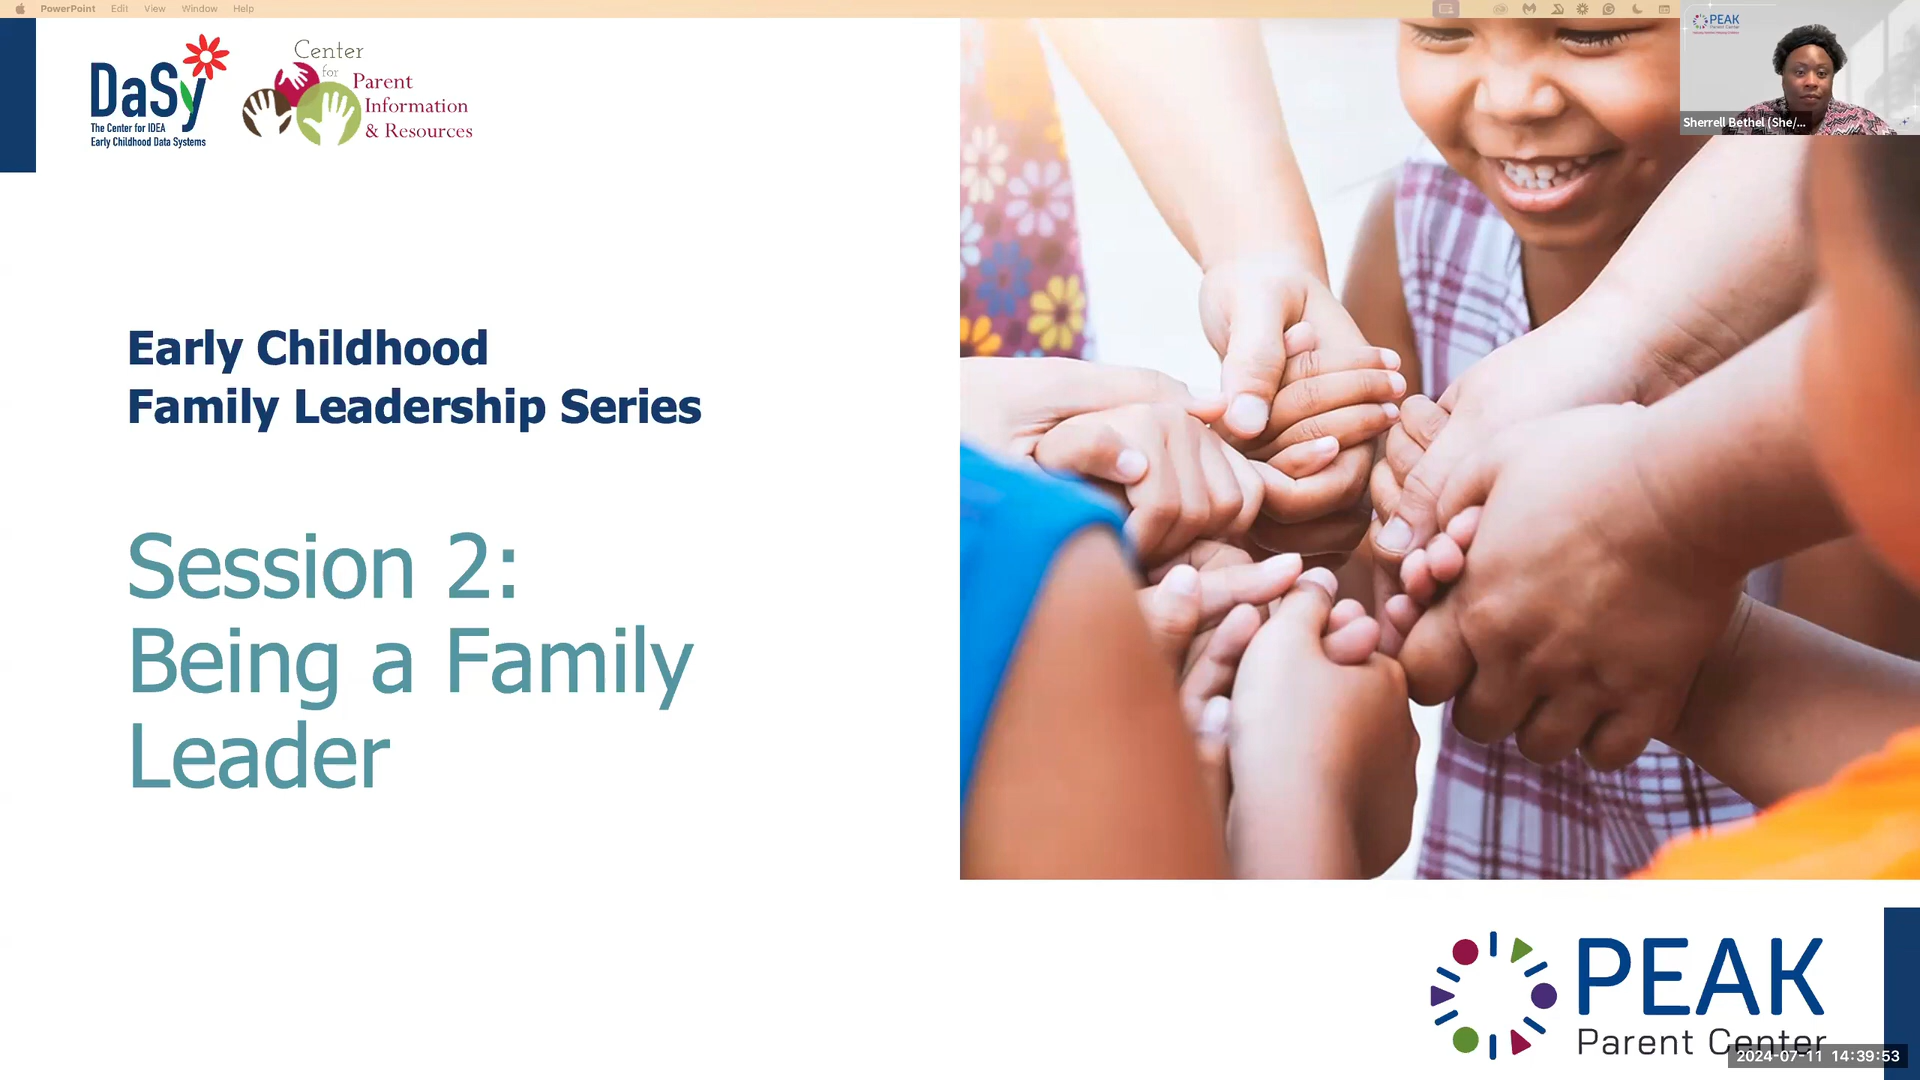 PowerPoint Edit View Window Help
DaSy
The Center for IDEA
Early Childhood Data Systems
Center
for
Parent
Information
& Resources
PEAK
Parent Center
Sherrell Bethel (She/...
Early Childhood
Family Leadership Series
Session 2:
Being a Family
Leader
PEAK
Parent Center
2024-07-11 14:39:53